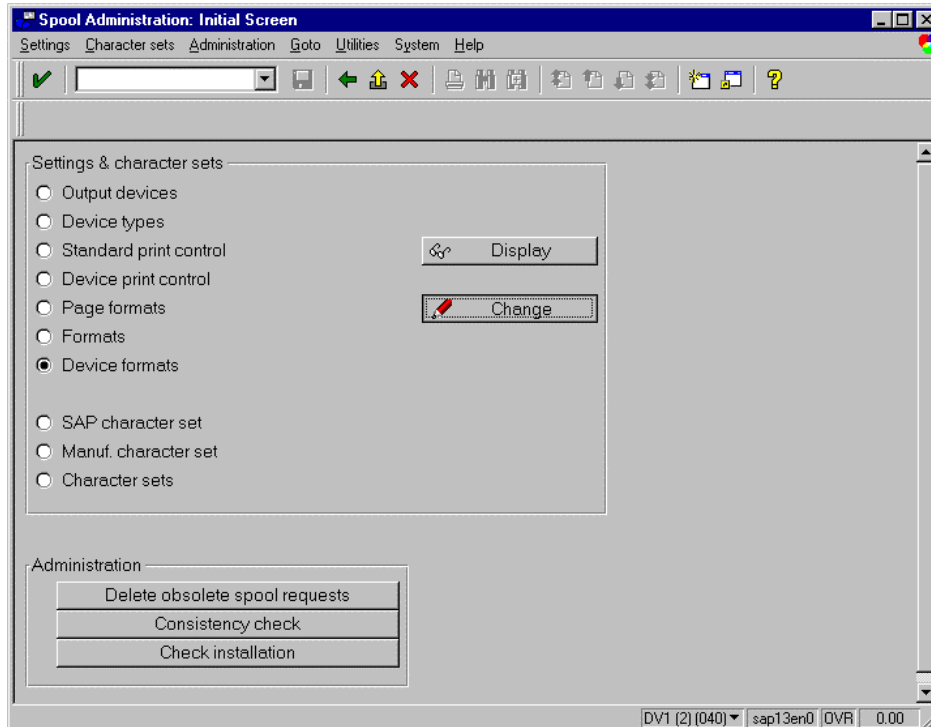 Spool Administration: Initial Screen
Settings Character sets Administration Goto Utilities System Help
Settings & character sets
Output devices
Device types
Standard print control
Display
Device print control
Page formats
Change
Formats
Device formats
SAP character set
Manuf. character set
Character sets
Administration
Delete obsolete spool requests
Consistency check
Check installation
DV1 (2) (040) sap13en0 OVR 0.00